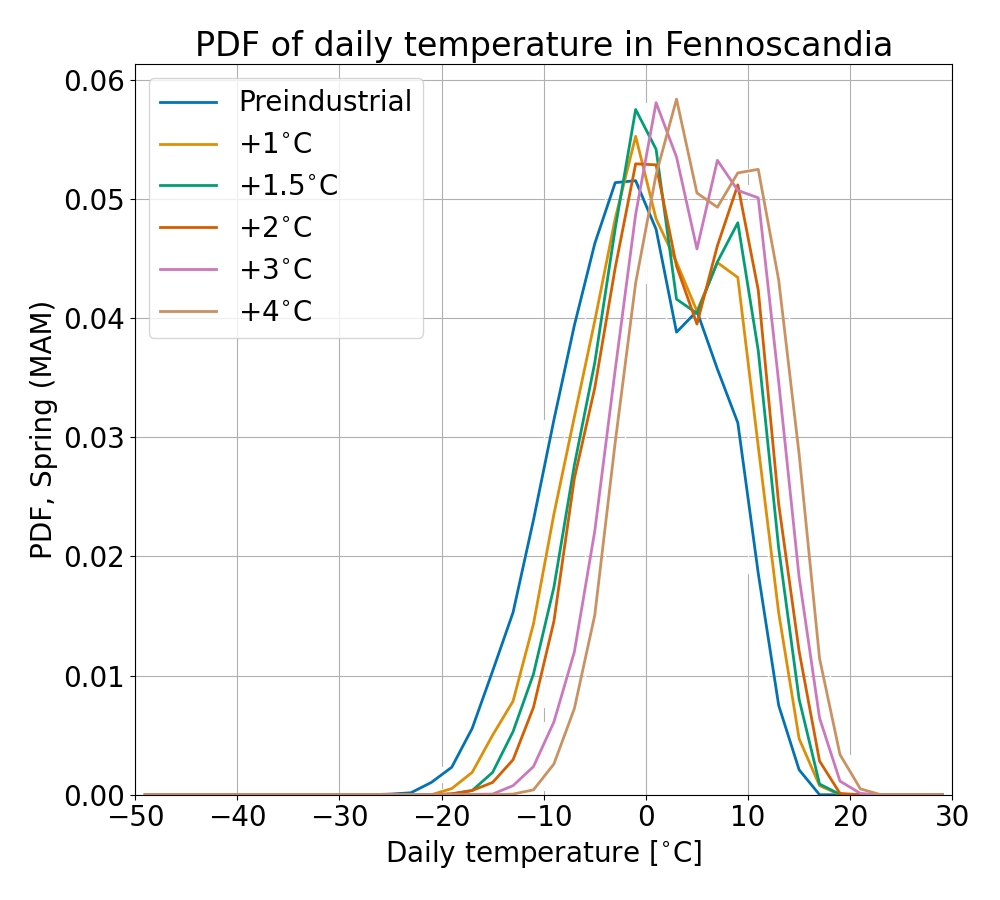 PDF of daily temperature in Fennoscandia
0.06
0.05
0.04
0.03
0.02
0.01
0.00
PDF, Spring (MAM)
Preindustrial
+1°C
+1.5°C
+2°C
+3°C
+4°C
−50 −40 −30 −20 −10 0 10 20 30
Daily temperature [°C]